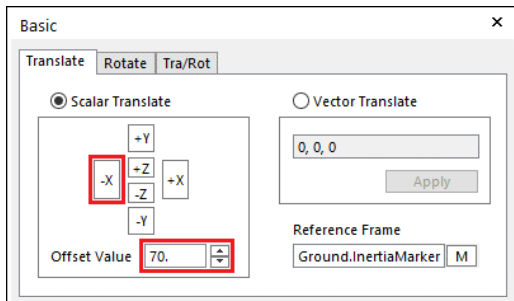 Basic ×
Translate Rotate Tra/Rot
Scalar Translate
+Y
-X +Z +X
-Z
-Y
Offset Value 70.
Vector Translate
0, 0, 0
Apply
Reference Frame
Ground.InertiaMarker M